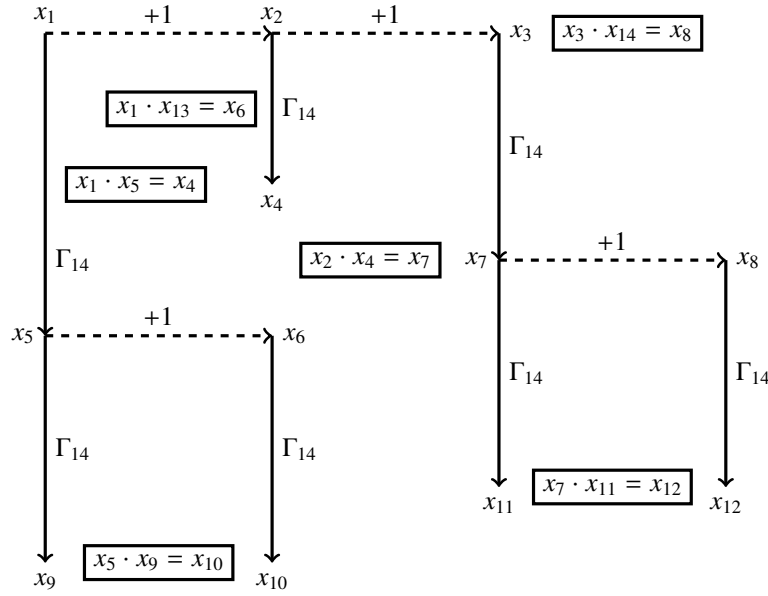 x₁ +1 x₂ +1 x₃ x₃ · x₁₄ = x₈
x₁ · x₁₃ = x₆ Γ₁₄
Γ₁₄
x₁ · x₅ = x₄
x₄
Γ₁₄ x₂ · x₄ = x₇ x₇ +1 x₈
x₅ +1 x₆
Γ₁₄ Γ₁₄
Γ₁₄ Γ₁₄
x₇ · x₁₁ = x₁₂
x₁₁ x₁₂
x₅ · x₉ = x₁₀
x₉ x₁₀